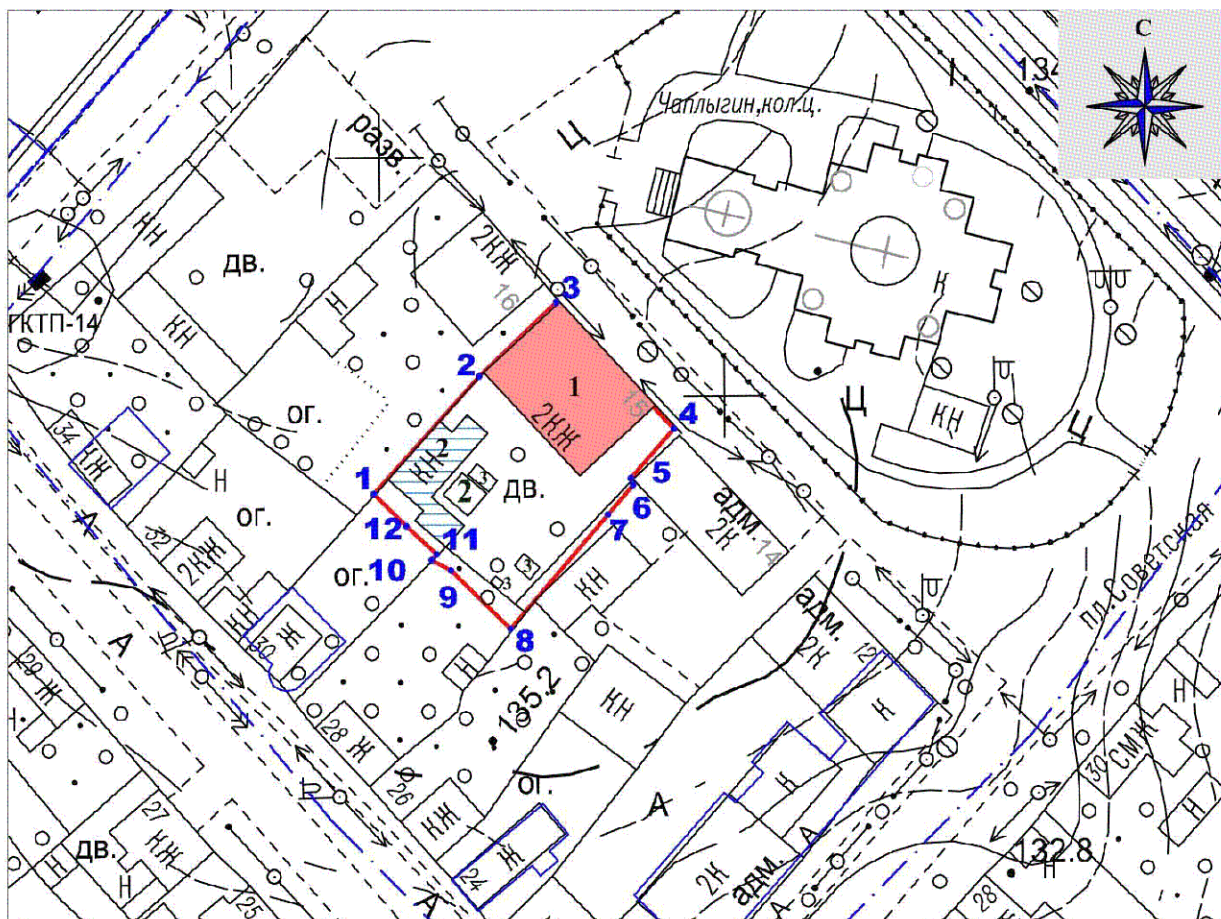 С
134
Чаплыгин,кол.ц.
Ц
разв.
2КЖ
16
3
КН
ДВ.
Н
К
ГКТП-14
КН
2
1
15
4
КН
Ц
Ц
ОГ.
2КЖ
34
КЖ
Н
КН
2
2
3
ДВ.
5
6
7
1
12
11
10
9
8
3
3
адм.
2К
14
А
32
2КЖ
Н
ОГ.
ОГ.
30
Ж
КН
пл.Советская
адм.
2К
12
К
А
29
Ж
Н
28
Ж
Н
135.2
КН
ОГ.
К
30
СМЖ
Н
26
КЖ
А
А
132.8
Н
27
КЖ
ДВ.
Н
Н
25
24
Ж
А
2К
адм.
А
28